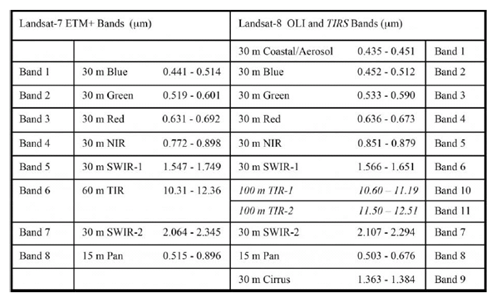 Landsat-7 ETM+ Bands (μm) Landsat-8 OLI and TIRS Bands (μm)
30 m Coastal/Aerosol 0.435 - 0.451 Band 1
Band 1 30 m Blue 0.441 - 0.514 30 m Blue 0.452 - 0.512 Band 2
Band 2 30 m Green 0.519 - 0.601 30 m Green 0.533 - 0.590 Band 3
Band 3 30 m Red 0.631 - 0.692 30 m Red 0.636 - 0.673 Band 4
Band 4 30 m NIR 0.772 - 0.898 30 m NIR 0.851 - 0.879 Band 5
Band 5 30 m SWIR-1 1.547 - 1.749 30 m SWIR-1 1.566 - 1.651 Band 6
Band 6 60 m TIR 10.31 - 12.36 100 m TIR-1 10.60 – 11.19 Band 10
100 m TIR-2 11.50 – 12.51 Band 11
Band 7 30 m SWIR-2 2.064 - 2.345 30 m SWIR-2 2.107 - 2.294 Band 7
Band 8 15 m Pan 0.515 - 0.896 15 m Pan 0.503 - 0.676 Band 8
30 m Cirrus 1.363 - 1.384 Band 9